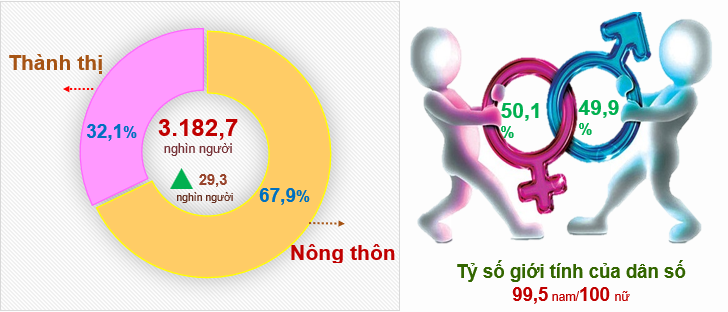 Thành thị
32,1%
3.182,7
nghìn người
29,3
nghìn người
67,9%
Nông thôn
50,1
%
49,9
%
Tỷ số giới tính của dân số
99,5 nam/100 nữ